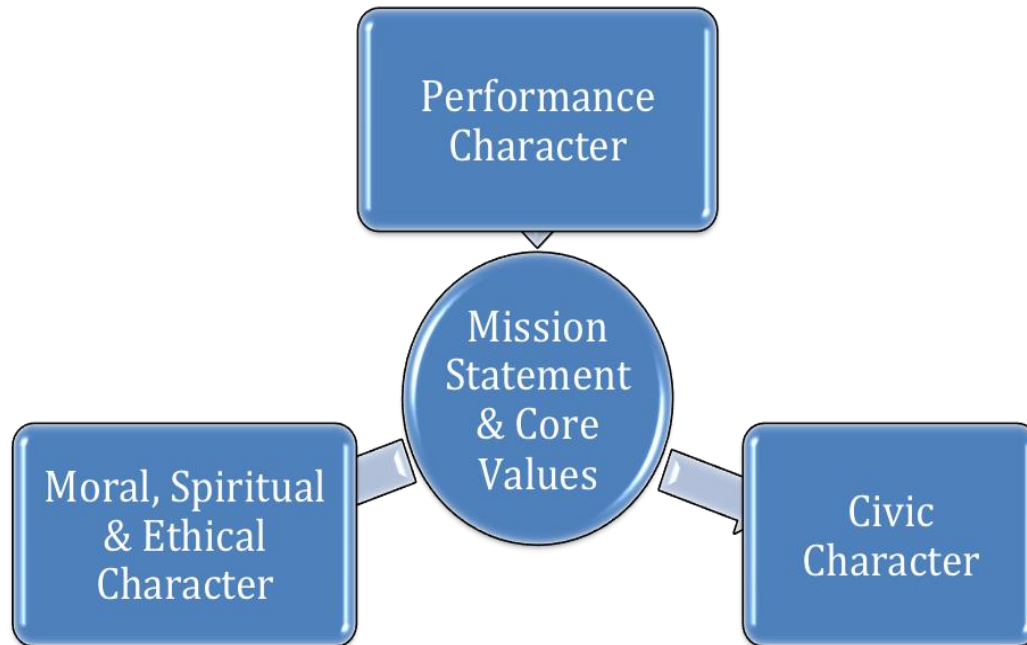 Performance
Character
Mission
Statement
& Core
Values
Moral, Spiritual
& Ethical
Character
Civic
Character